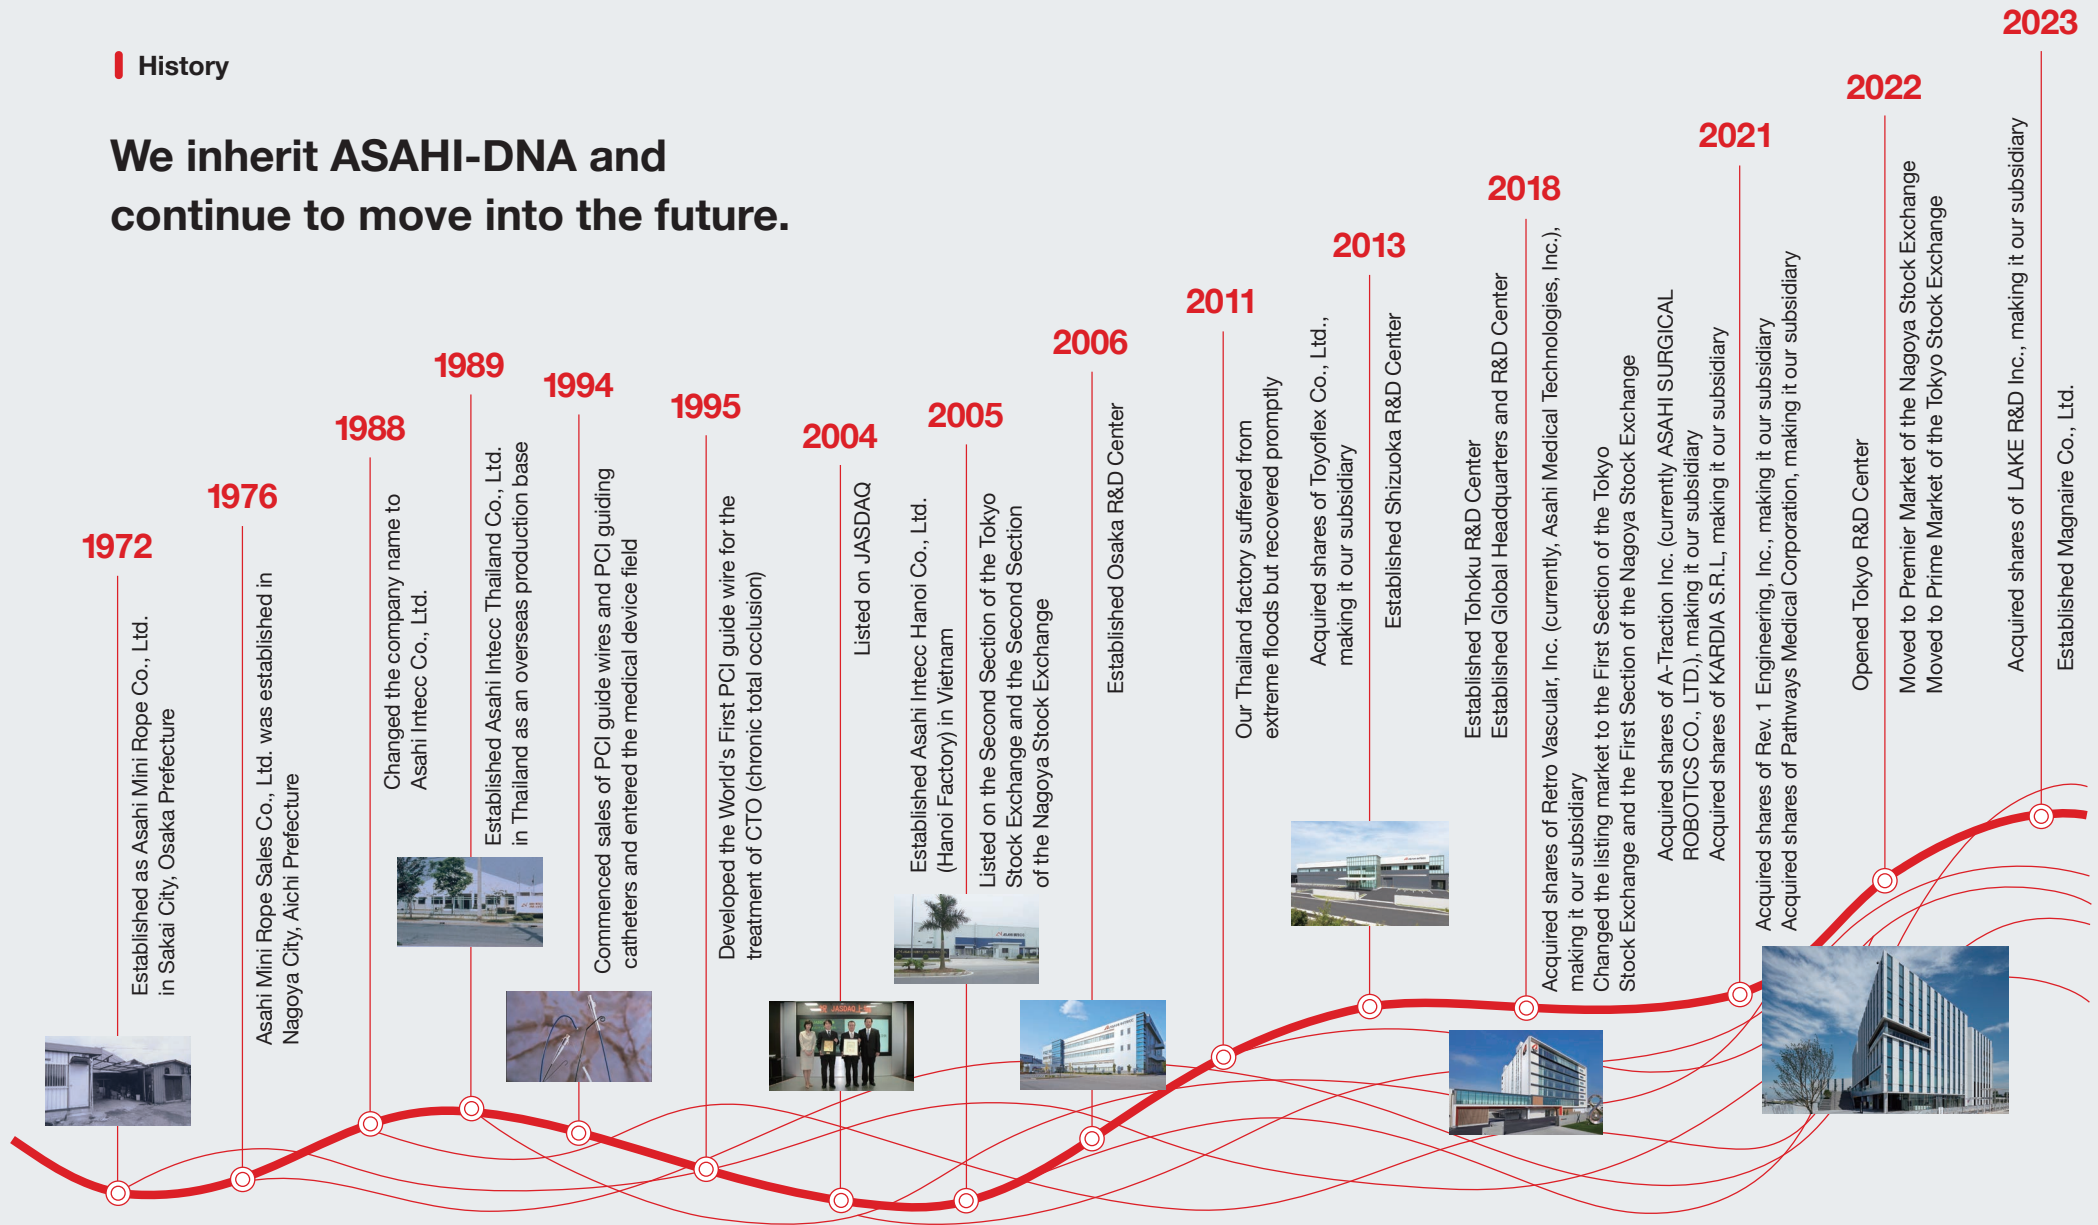 History
We inherit ASAHI-DNA and
continue to move into the future.
1972
Established as Asahi Mini Rope Co., Ltd.
in Sakai City, Osaka Prefecture
1976
Asahi Mini Rope Sales Co., Ltd. was established in
Nagoya City, Aichi Prefecture
1988
Changed the company name to
Asahi Intecc Co., Ltd.
1989
Established Asahi Intecc Thailand Co., Ltd.
in Thailand as an overseas production base
1994
Commenced sales of PCI guide wires and PCI guiding
catheters and entered the medical device field
1995
Developed the World's First PCI guide wire for the
treatment of CTO (chronic total occlusion)
2004
Listed on JASDAQ
JASDAQ
2005
Established Asahi Intecc Hanoi Co., Ltd.
(Hanoi Factory) in Vietnam
Listed on the Second Section of the Tokyo
Stock Exchange and the Second Section
of the Nagoya Stock Exchange
2006
Established Osaka R&D Center
2011
Our Thailand factory suffered from
extreme floods but recovered promptly
2013
Acquired shares of Toyoflex Co., Ltd.,
making it our subsidiary
Established Shizuoka R&D Center
2018
Established Tohoku R&D Center
Established Global Headquarters and R&D Center
Acquired shares of Retro Vascular, Inc. (currently, Asahi Medical Technologies, Inc.),
making it our subsidiary
Changed the listing market to the First Section of the Tokyo
Stock Exchange and the First Section of the Nagoya Stock Exchange
2021
Acquired shares of A-Traction Inc. (currently ASAHI SURGICAL
ROBOTICS CO., LTD.), making it our subsidiary
Acquired shares of KARDIA S.R.L., making it our subsidiary
Acquired shares of Rev. 1 Engineering, Inc., making it our subsidiary
Acquired shares of Pathways Medical Corporation, making it our subsidiary
2022
Opened Tokyo R&D Center
Moved to Premier Market of the Nagoya Stock Exchange
Moved to Prime Market of the Tokyo Stock Exchange
2023
Acquired shares of LAKE R&D Inc., making it our subsidiary
Established Magnaire Co., Ltd.